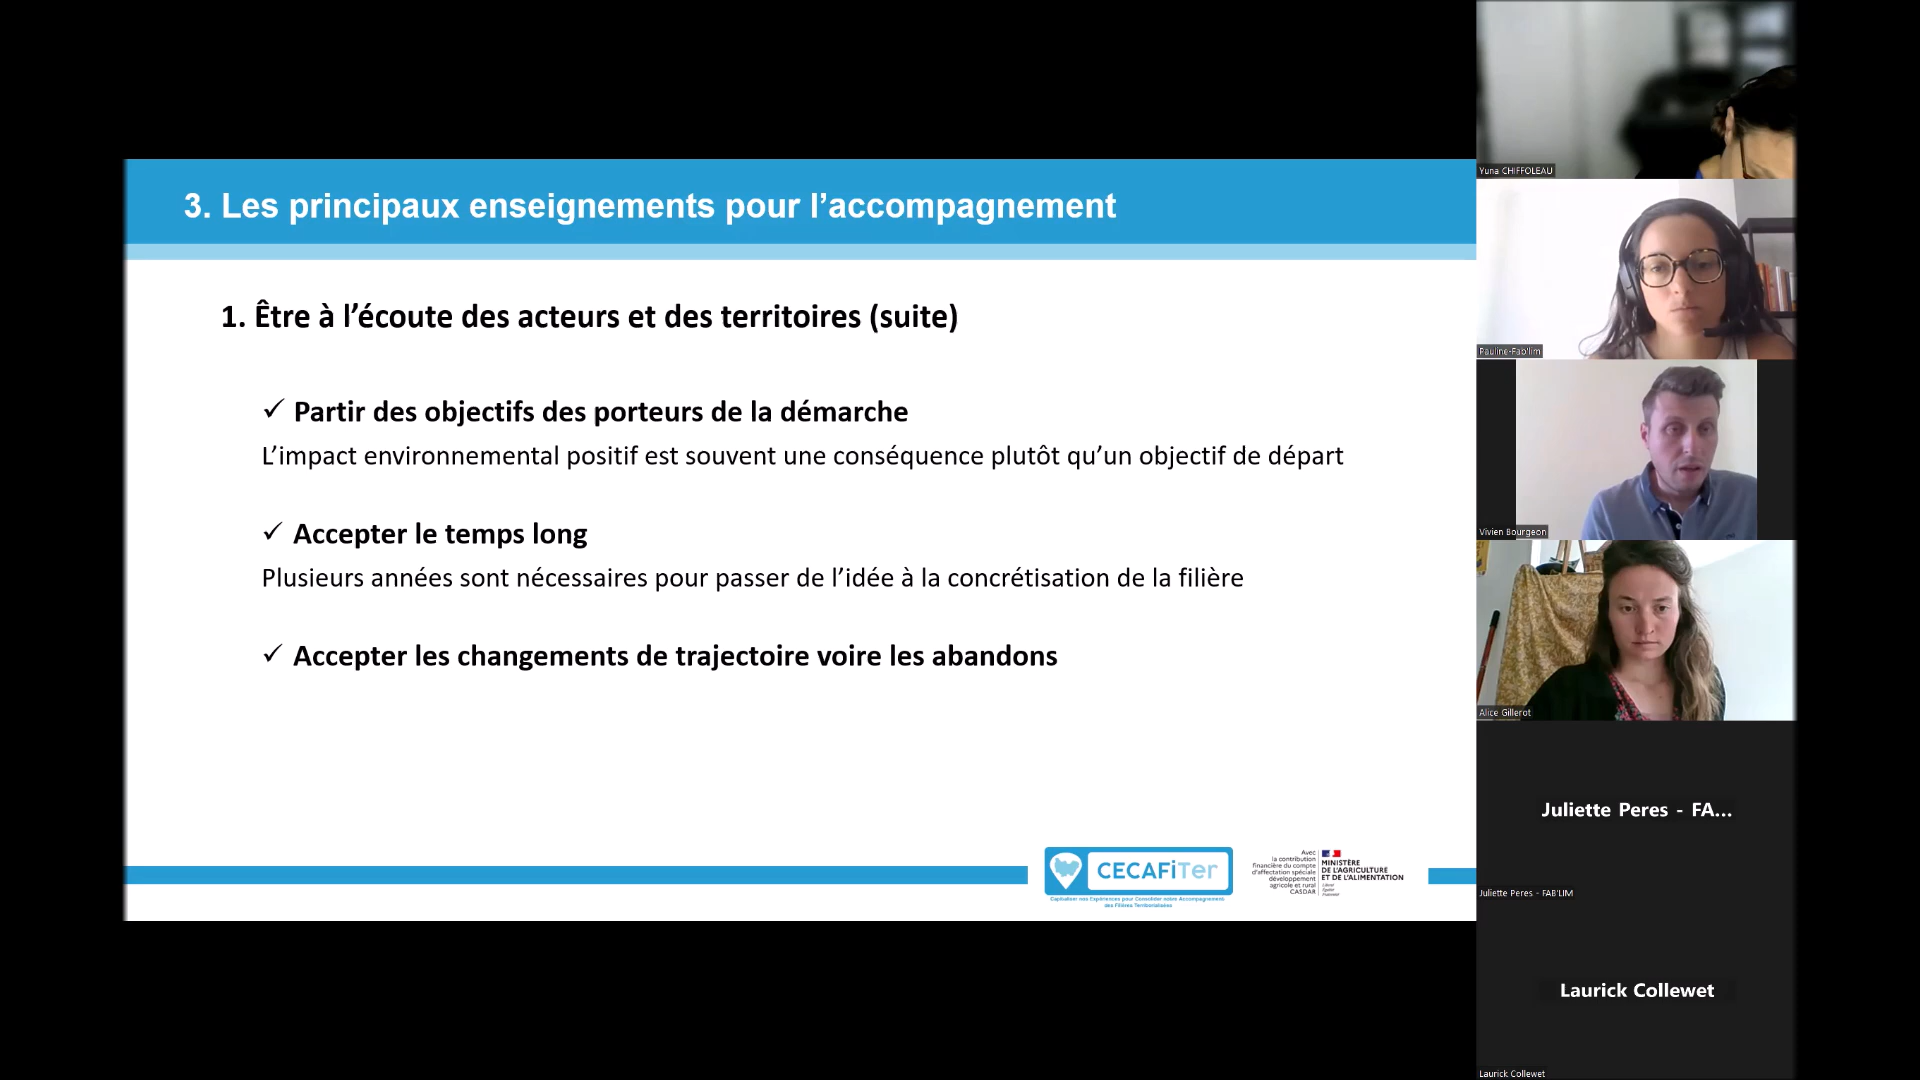 3. Les principaux enseignements pour l’accompagnement
1. Être à l’écoute des acteurs et des territoires (suite)
✓ Partir des objectifs des porteurs de la démarche
L’impact environnemental positif est souvent une conséquence plutôt qu’un objectif de départ
✓ Accepter le temps long
Plusieurs années sont nécessaires pour passer de l’idée à la concrétisation de la filière
✓ Accepter les changements de trajectoire voire les abandons
CECAFiTer
Capitaliser nos Expériences pour Consolider notre Accompagnement
des Filières Territorialisées
Avec
la contribution
financière du compte
d’affectation spéciale
développement
agricole et rural
CASDAR
MINISTÈRE
DE L’AGRICULTURE
ET DE L’ALIMENTATION
Liberté
Égalité
Fraternité
Yuna CHIFFOLEAU
Pauline-Fab'lim
Vivien Bourgeon
Alice Gillerot
Juliette Peres - FA...
Juliette Peres - FAB'LIM
Laurick Collewet
Laurick Collewet